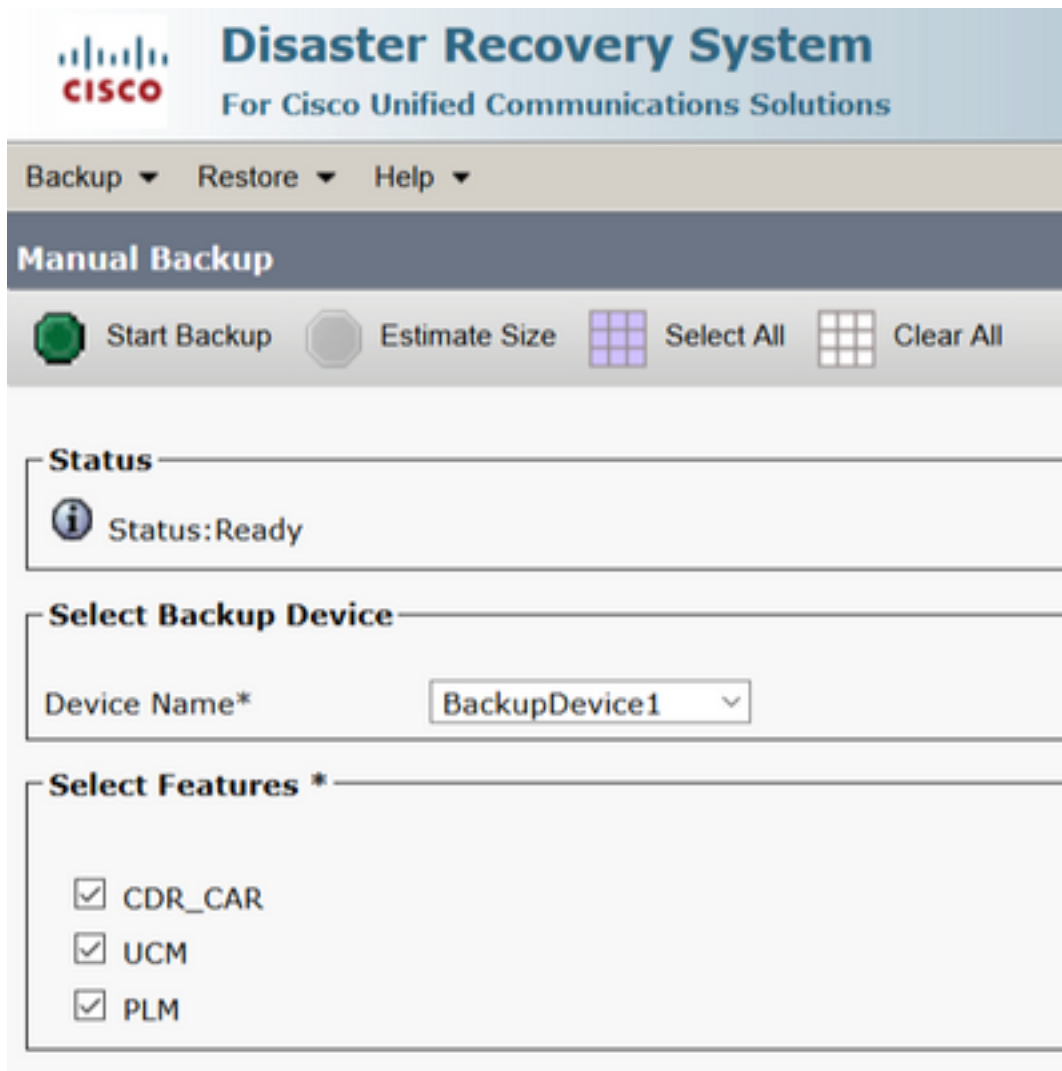 CISCO
Disaster Recovery System
For Cisco Unified Communications Solutions
Backup Restore Help
Manual Backup
Start Backup Estimate Size Select All Clear All
Status
Status:Ready
Select Backup Device
Device Name* BackupDevice1
Select Features *
CDR_CAR
UCM
PLM